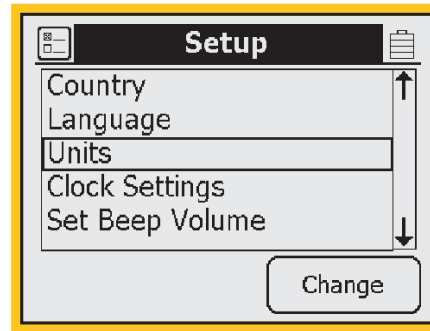 Setup
Country
Language
Units
Clock Settings
Set Beep Volume
Change